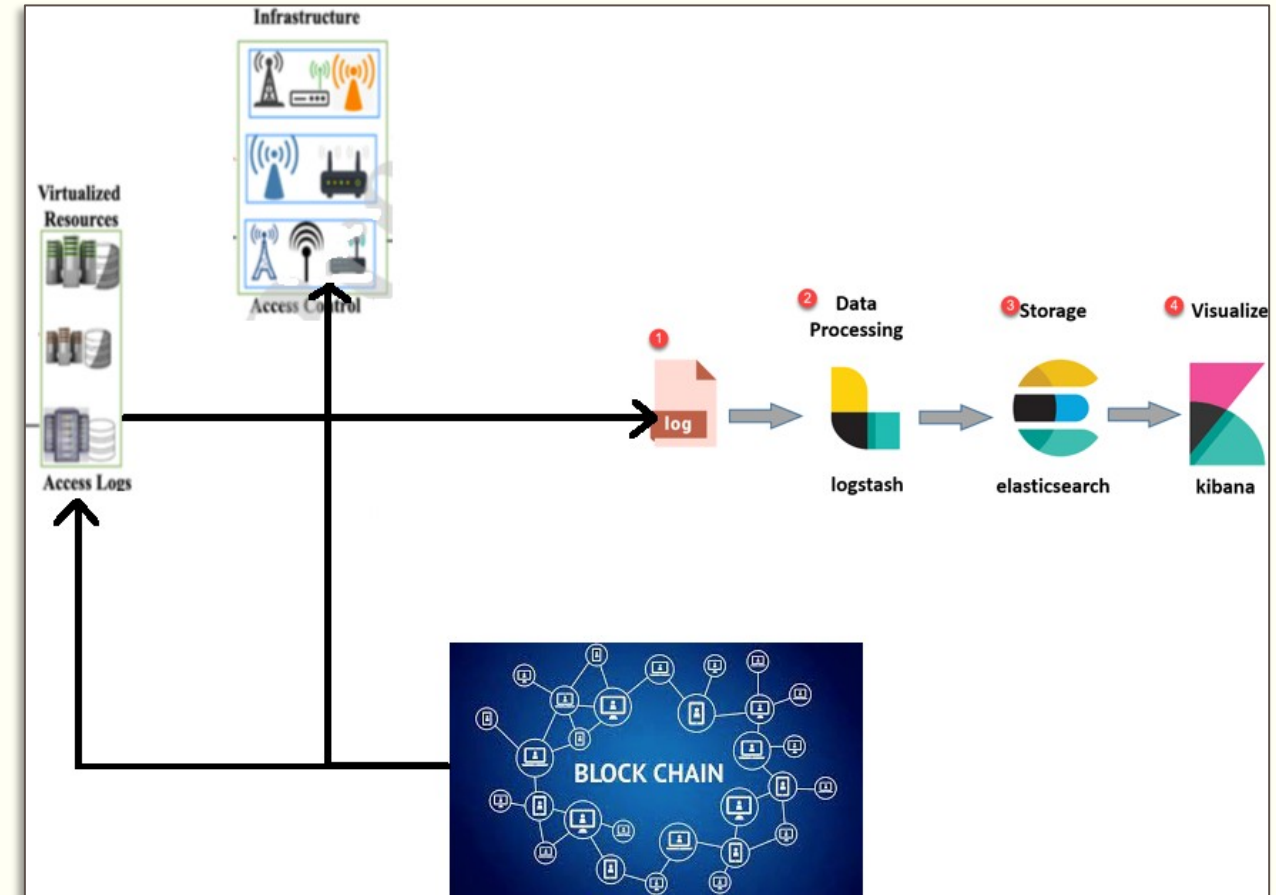 Infrastructure
Virtualized
Resources
Access Control
Access Logs
1
log
2
Data
Processing
logstash
3
Storage
elasticsearch
4
Visualize
kibana
BLOCK CHAIN